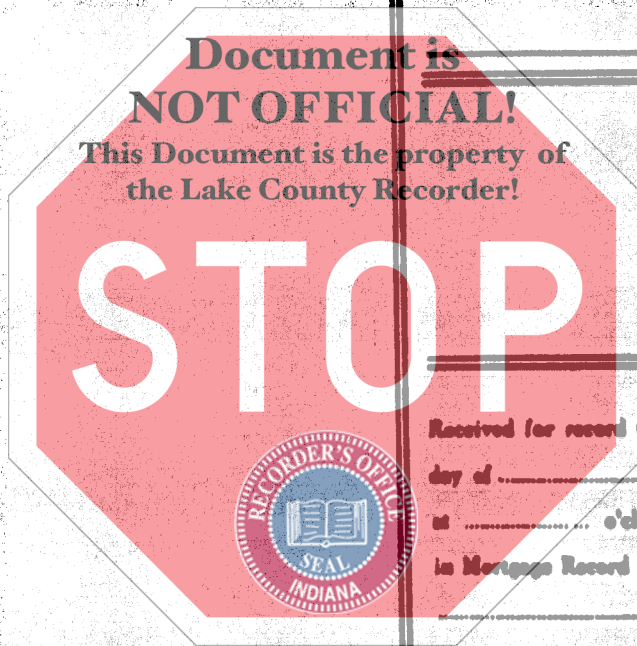 Document is
NOT OFFICIAL!
This Document is the property of
the Lake County Recorder!
STOP
Received for record
day of
at o'cl
in Mortgage Record
RECORDER'S OFFICE
SEAL
INDIANA